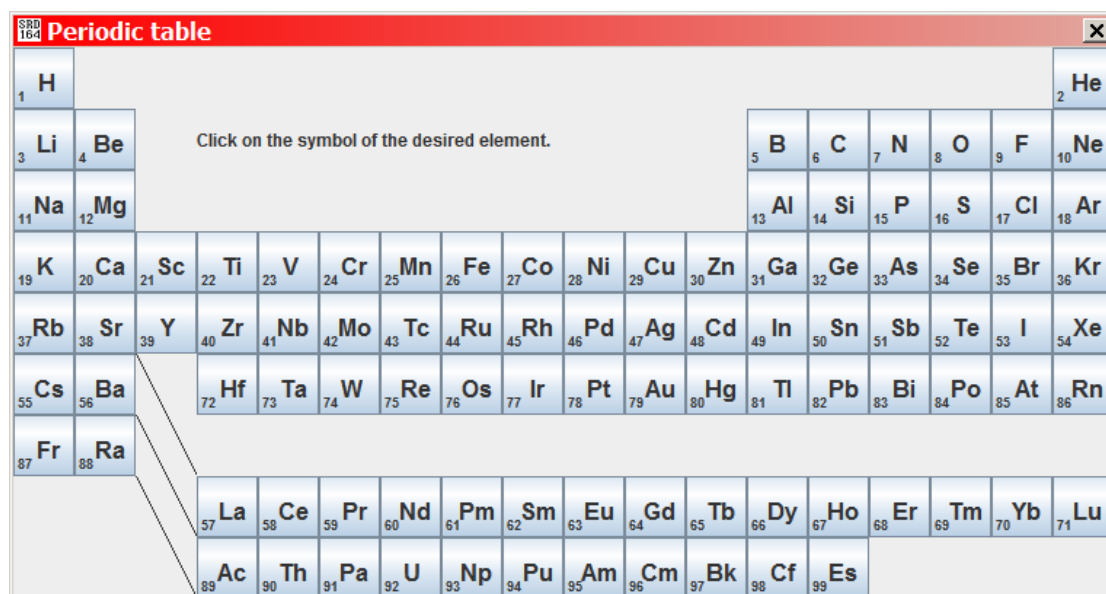 SRD 164 Periodic table
1 H 2 He
3 Li 4 Be Click on the symbol of the desired element. 5 B 6 C 7 N 8 O 9 F 10 Ne
11 Na 12 Mg 13 Al 14 Si 15 P 16 S 17 Cl 18 Ar
19 K 20 Ca 21 Sc 22 Ti 23 V 24 Cr 25 Mn 26 Fe 27 Co 28 Ni 29 Cu 30 Zn 31 Ga 32 Ge 33 As 34 Se 35 Br 36 Kr
37 Rb 38 Sr 39 Y 40 Zr 41 Nb 42 Mo 43 Tc 44 Ru 45 Rh 46 Pd 47 Ag 48 Cd 49 In 50 Sn 51 Sb 52 Te 53 I 54 Xe
55 Cs 56 Ba 72 Hf 73 Ta 74 W 75 Re 76 Os 77 Ir 78 Pt 79 Au 80 Hg 81 Tl 82 Pb 83 Bi 84 Po 85 At 86 Rn
87 Fr 88 Ra
57 La 58 Ce 59 Pr 60 Nd 61 Pm 62 Sm 63 Eu 64 Gd 65 Tb 66 Dy 67 Ho 68 Er 69 Tm 70 Yb 71 Lu
89 Ac 90 Th 91 Pa 92 U 93 Np 94 Pu 95 Am 96 Cm 97 Bk 98 Cf 99 Es